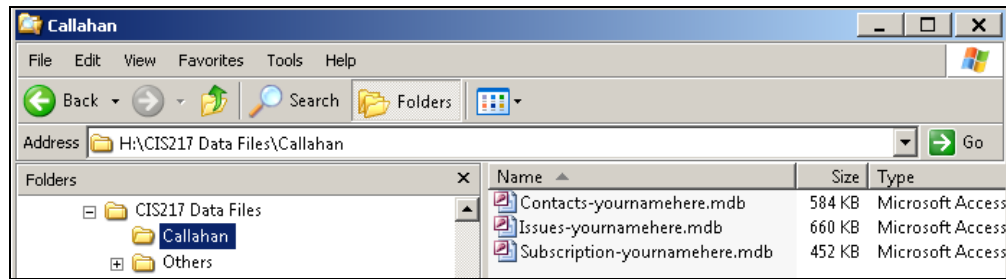 Callahan
File Edit View Favorites Tools Help
Back Search Folders
Address H:\CIS217 Data Files\Callahan Go
Folders Name Size Type
CIS217 Data Files Contacts-yournamehere.mdb 584 KB Microsoft Access
Callahan Issues-yournamehere.mdb 660 KB Microsoft Access
Others Subscription-yournamehere.mdb 452 KB Microsoft Access